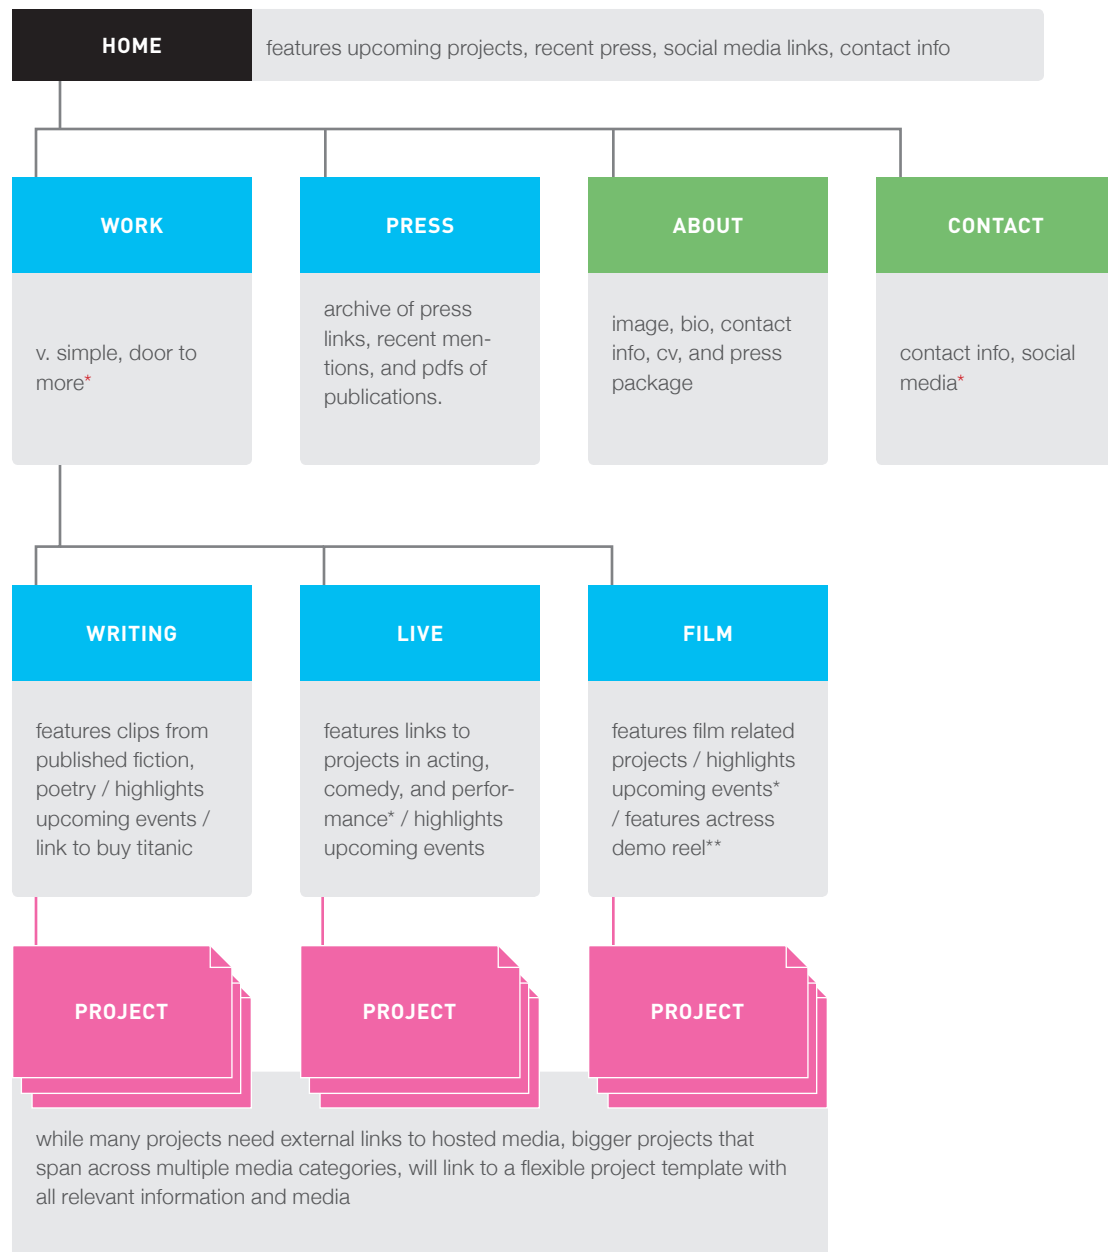 HOME
features upcoming projects, recent press, social media links, contact info
WORK
PRESS
ABOUT
CONTACT
v. simple, door to
more*
archive of press
links, recent men-
tions, and pdfs of
publications.
image, bio, contact
info, cv, and press
package
contact info, social
media*
WRITING
LIVE
FILM
features clips from
published fiction,
poetry / highlights
upcoming events /
link to buy titanic
features links to
projects in acting,
comedy, and perfor-
mance* / highlights
upcoming events
features film related
projects / highlights
upcoming events*
/ features actress
demo reel**
PROJECT
PROJECT
PROJECT
while many projects need external links to hosted media, bigger projects that
span across multiple media categories, will link to a flexible project template with
all relevant information and media